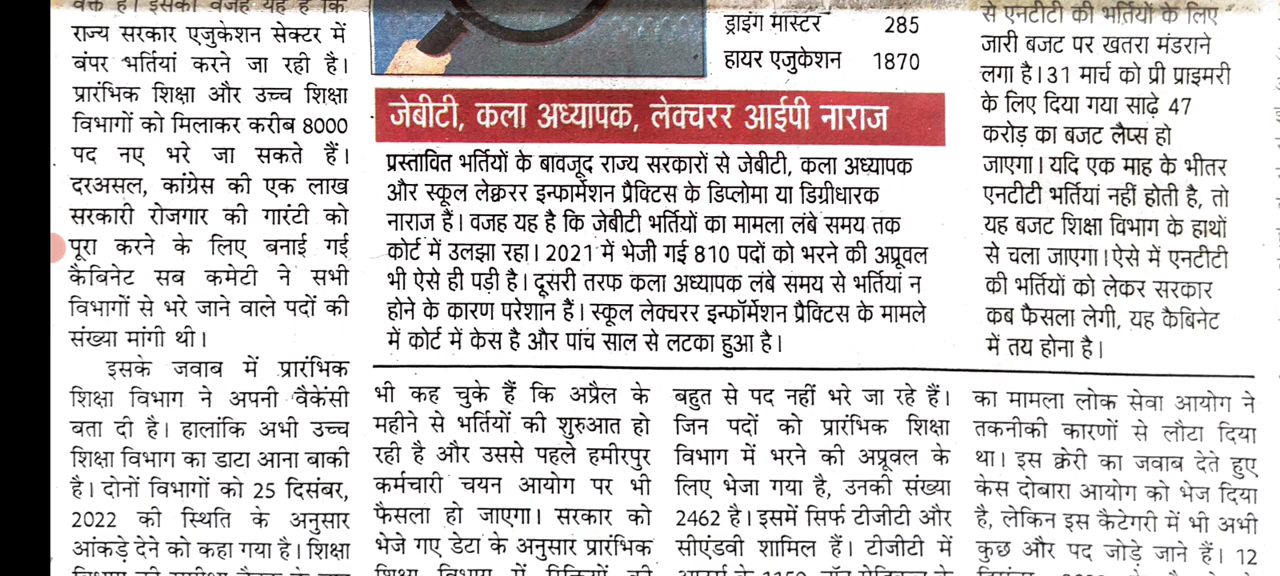 वक्त है। इसकी वजह यह है कि
राज्य सरकार एजुकेशन सेक्टर में
बंपर भर्तियां करने जा रही है।
प्रारंभिक शिक्षा और उच्च शिक्षा
विभागों को मिलाकर करीब 8000
पद नए भरे जा सकते हैं।
दरअसल, कांग्रेस की एक लाख
सरकारी रोजगार की गारंटी को
पूरा करने के लिए बनाई गई
कैबिनेट सब कमेटी ने सभी
विभागों से भरे जाने वाले पदों की
संख्या मांगी थी।
इसके जवाब में प्रारंभिक
शिक्षा विभाग ने अपनी वैकेंसी
बता दी है। हालांकि अभी उच्च
शिक्षा विभाग का डाटा आना बाकी
है। दोनों विभागों को 25 दिसंबर,
2022 की स्थिति के अनुसार
आंकड़े देने को कहा गया है। शिक्षा
ड्राइंग मास्टर 285
हायर एजुकेशन 1870
जेबीटी, कला अध्यापक, लेक्चरर आईपी नाराज
प्रस्तावित भर्तियों के बावजूद राज्य सरकारों से जेबीटी, कला अध्यापक
और स्कूल लेक्चरर इन्फार्मेशन प्रैक्टिस के डिप्लोमा या डिग्रीधारक
नाराज हैं। वजह यह है कि जेबीटी भर्तियों का मामला लंबे समय तक
कोर्ट में उलझा रहा। 2021 में भेजी गई 810 पदों को भरने की अप्रूवल
भी ऐसे ही पड़ी है। दूसरी तरफ कला अध्यापक लंबे समय से भर्तियां न
होने के कारण परेशान हैं। स्कूल लेक्चरर इन्फॉर्मेशन प्रैक्टिस के मामले
में कोर्ट में केस है और पांच साल से लटका हुआ है।
से एनटीटी की भर्तियों के लिए
जारी बजट पर खतरा मंडराने
लगा है। 31 मार्च को प्री प्राइमरी
के लिए दिया गया साढ़े 47
करोड़ का बजट लैप्स हो
जाएगा। यदि एक माह के भीतर
एनटीटी भर्तियां नहीं होती है, तो
यह बजट शिक्षा विभाग के हाथों
से चला जाएगा। ऐसे में एनटीटी
की भर्तियों को लेकर सरकार
कब फैसला लेगी, यह कैबिनेट
में तय होना है।
भी कह चुके हैं कि अप्रैल के
महीने से भर्तियों की शुरुआत हो
रही है और उससे पहले हमीरपुर
कर्मचारी चयन आयोग पर भी
फैसला हो जाएगा। सरकार को
भेजे गए डेटा के अनुसार प्रारंभिक
बहुत से पद नहीं भरे जा रहे हैं।
जिन पदों को प्रारंभिक शिक्षा
विभाग में भरने की अप्रूवल के
लिए भेजा गया है, उनकी संख्या
2462 है। इसमें सिर्फ टीजीटी और
सीएंडवी शामिल हैं। टीजीटी में
का मामला लोक सेवा आयोग ने
तकनीकी कारणों से लौटा दिया
था। इस क्वेरी का जवाब देते हुए
केस दोबारा आयोग को भेज दिया
है, लेकिन इस कैटेगरी में भी अभी
कुछ और पद जोड़े जाने हैं। 12